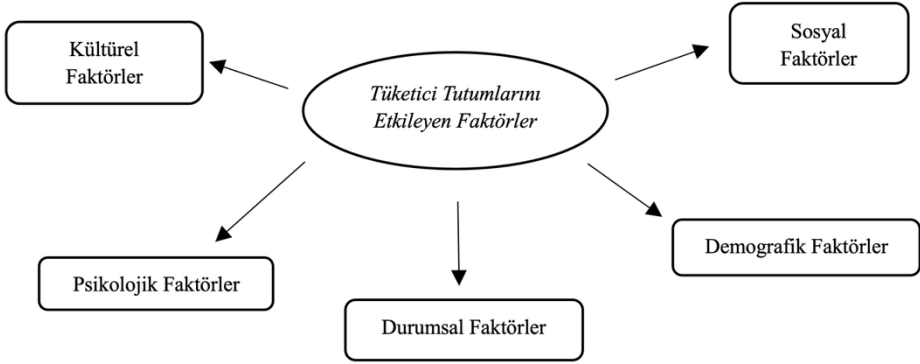 Kültürel
Faktörler
Sosyal
Faktörler
Tüketici Tutumlarını
Etkileyen Faktörler
Psikolojik Faktörler
Durumsal Faktörler
Demografik Faktörler